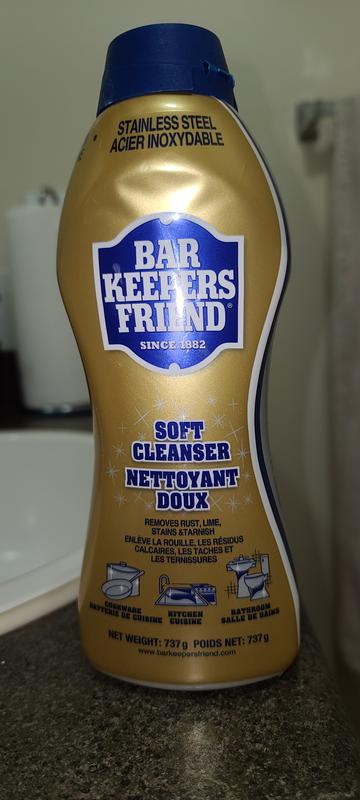 STAINLESS STEEL
ACIER INOXYDABLE
BAR
KEEPERS
FRIEND®
SINCE 1882
SOFT
CLEANSER
NETTOYANT
DOUX
REMOVES RUST, LIME,
STAINS & TARNISH
ENLÈVE LA ROUILLE, LES RÉSIDUS
CALCAIRES, LES TACHES ET
LES TERNISSURES
COOKWARE
BATTERIE DE CUISINE
KITCHEN
CUISINE
BATHROOM
SALLE DE BAINS
NET WEIGHT: 737 g POIDS NET: 737 g
www.barkeepersfriend.com